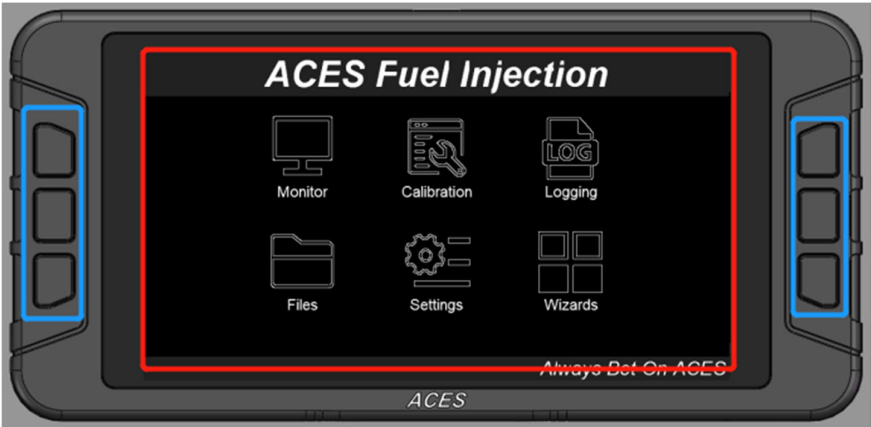 ACES Fuel Injection
LOG
Monitor Calibration Logging
Files Settings Wizards
Always Bet On ACES
ACES